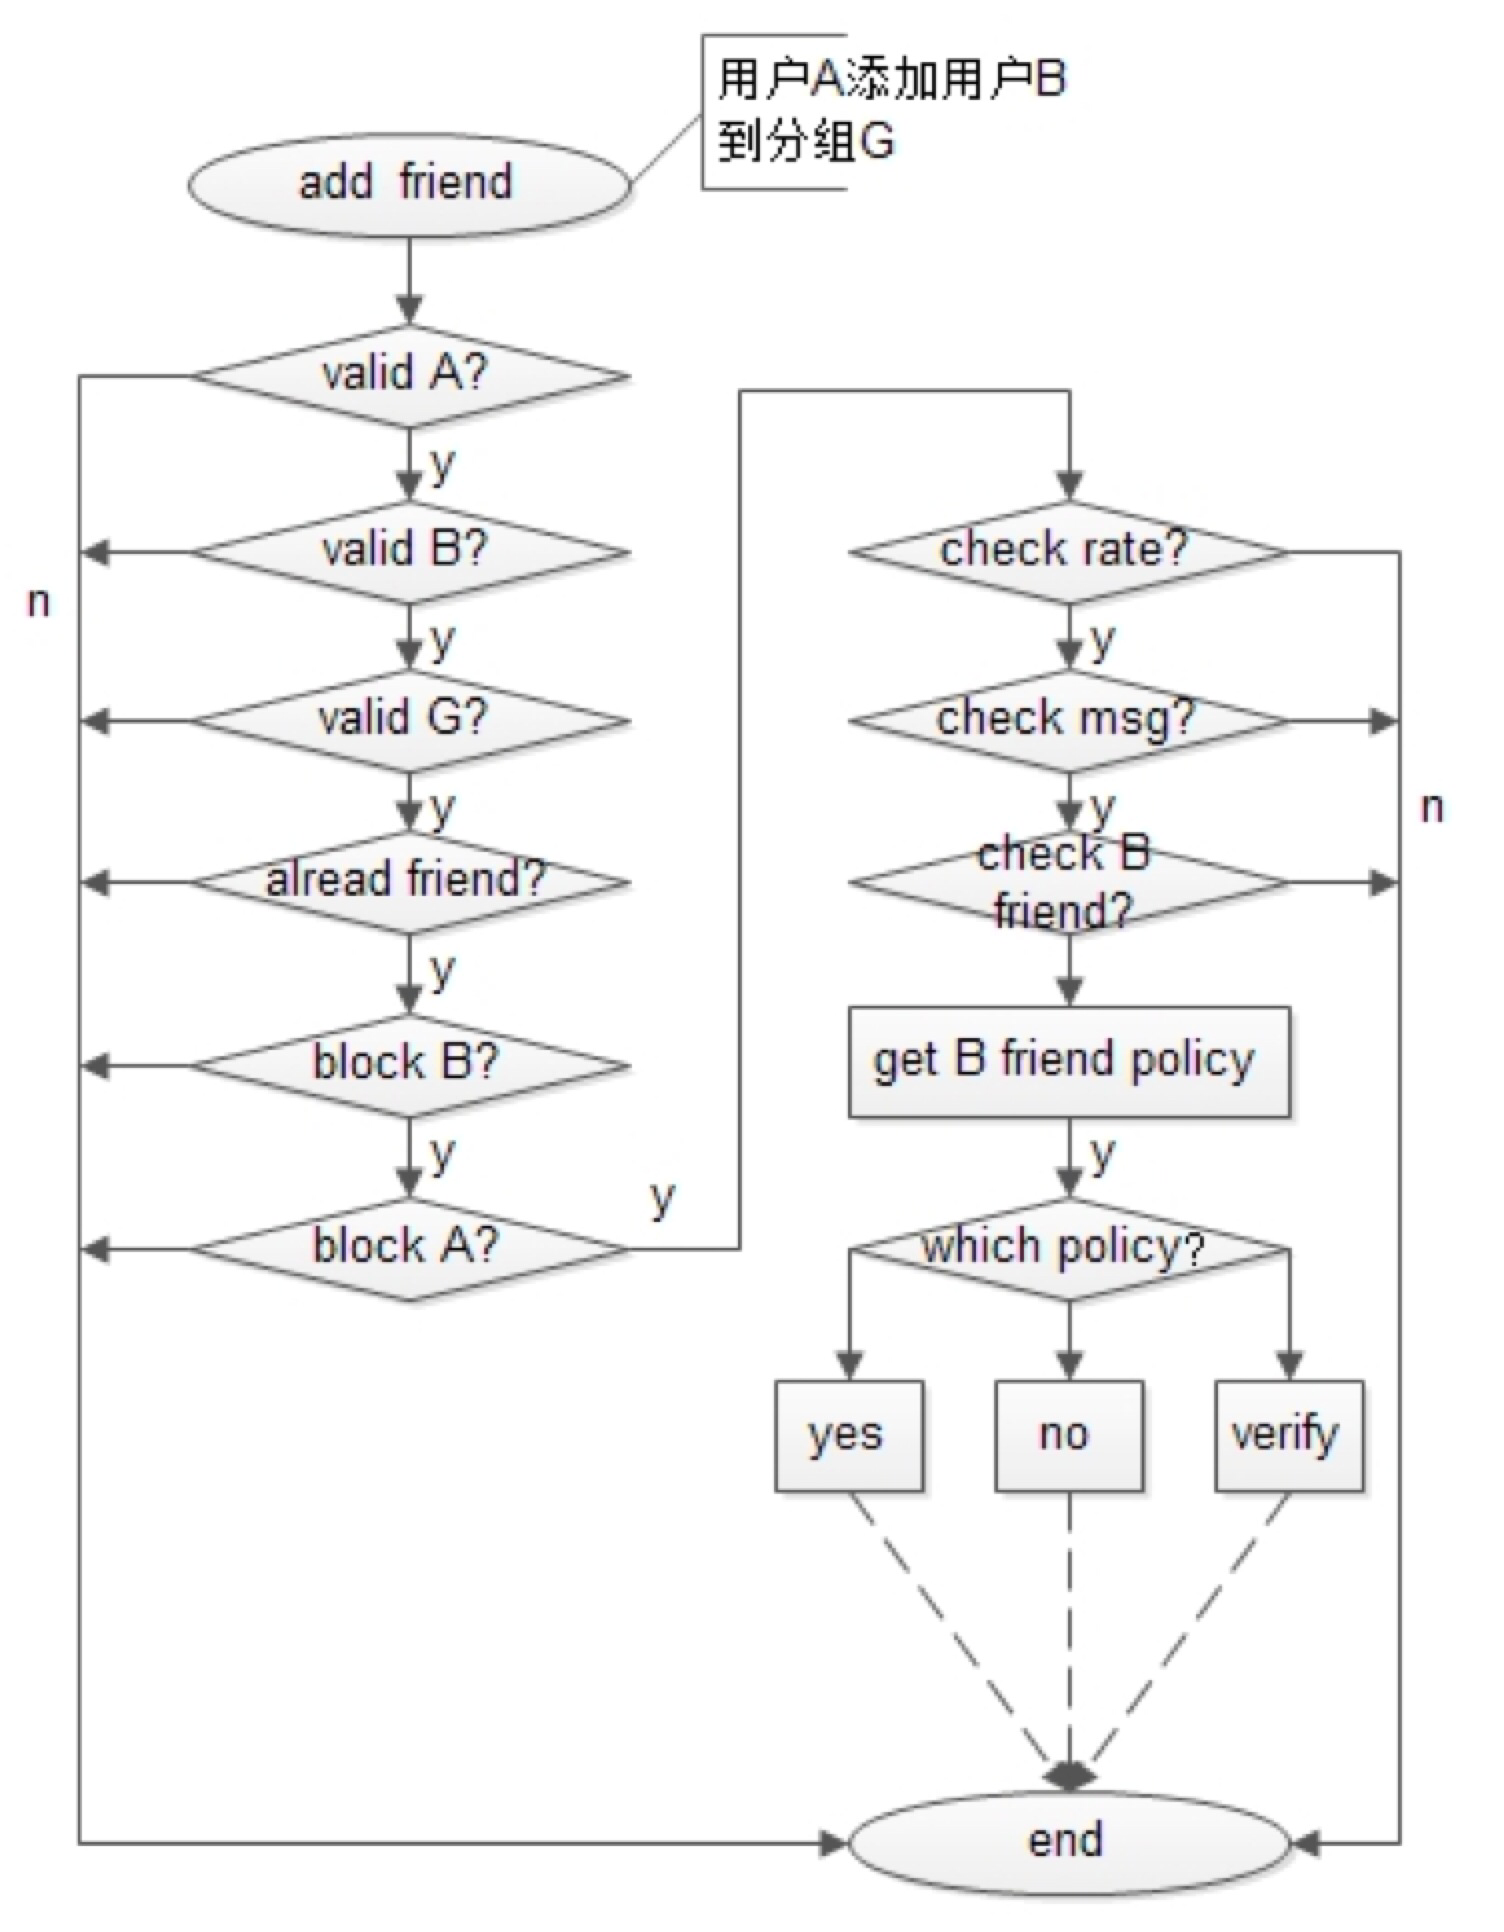 用户A添加用户B
到分组G
add friend
valid A?
y
valid B?
n
y
valid G?
y
alread friend?
y
block B?
y
block A?
y
check rate?
y
check msg?
y
n
check B
friend?
get B friend policy
y
which policy?
yes
no
verify
end